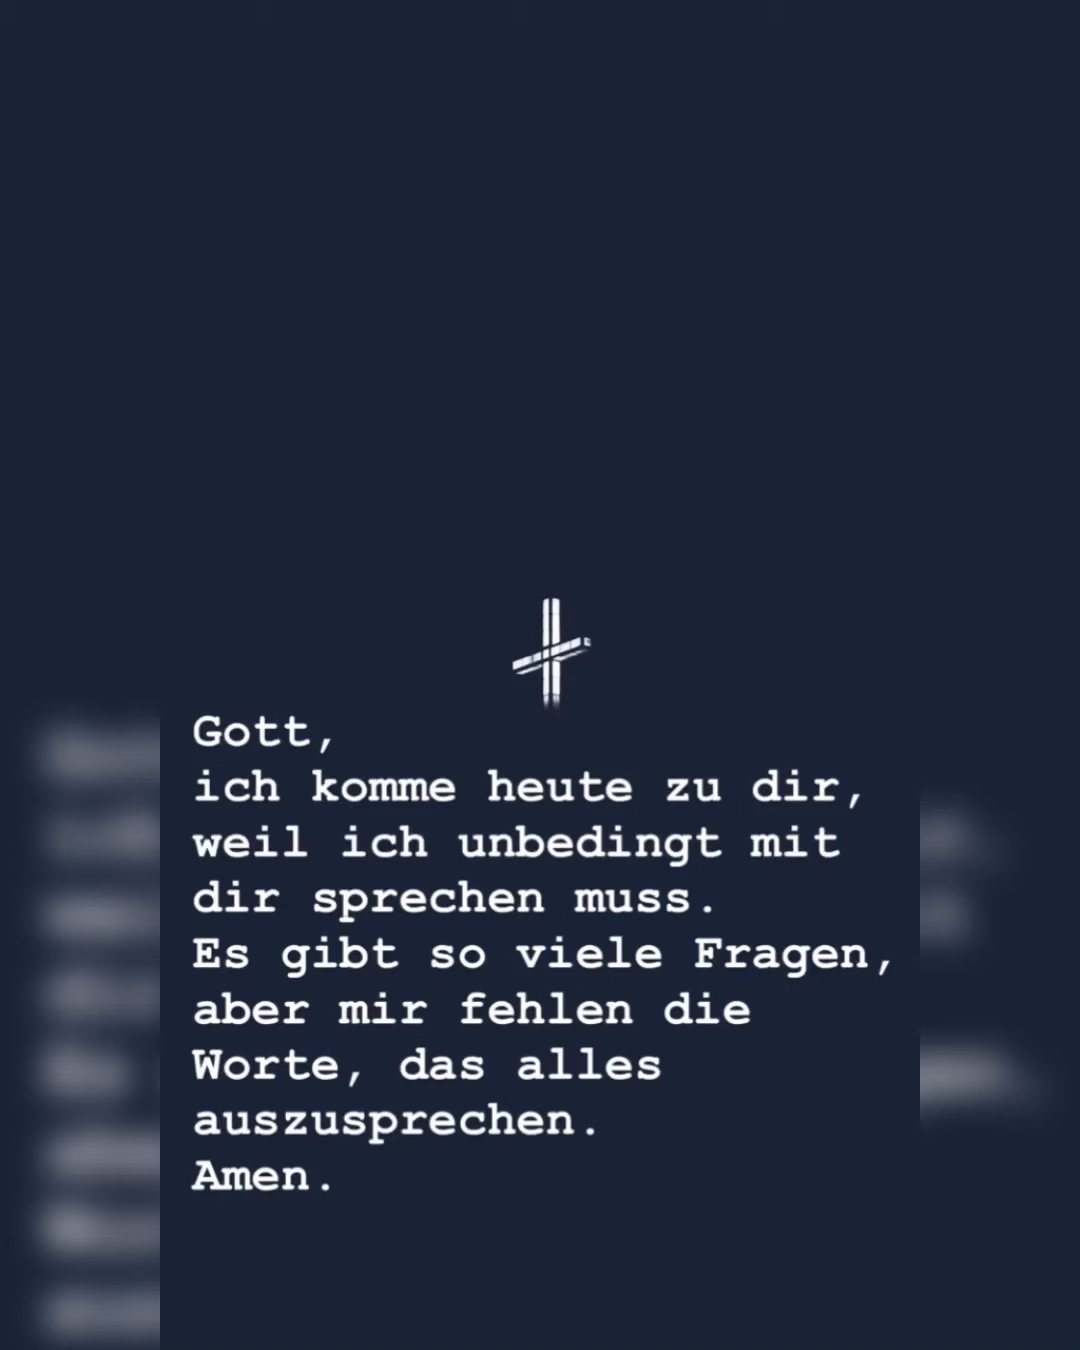 Gott,
ich komme heute zu dir,
weil ich unbedingt mit
dir sprechen muss.
Es gibt so viele Fragen,
aber mir fehlen die
Worte, das alles
auszusprechen.
Amen.